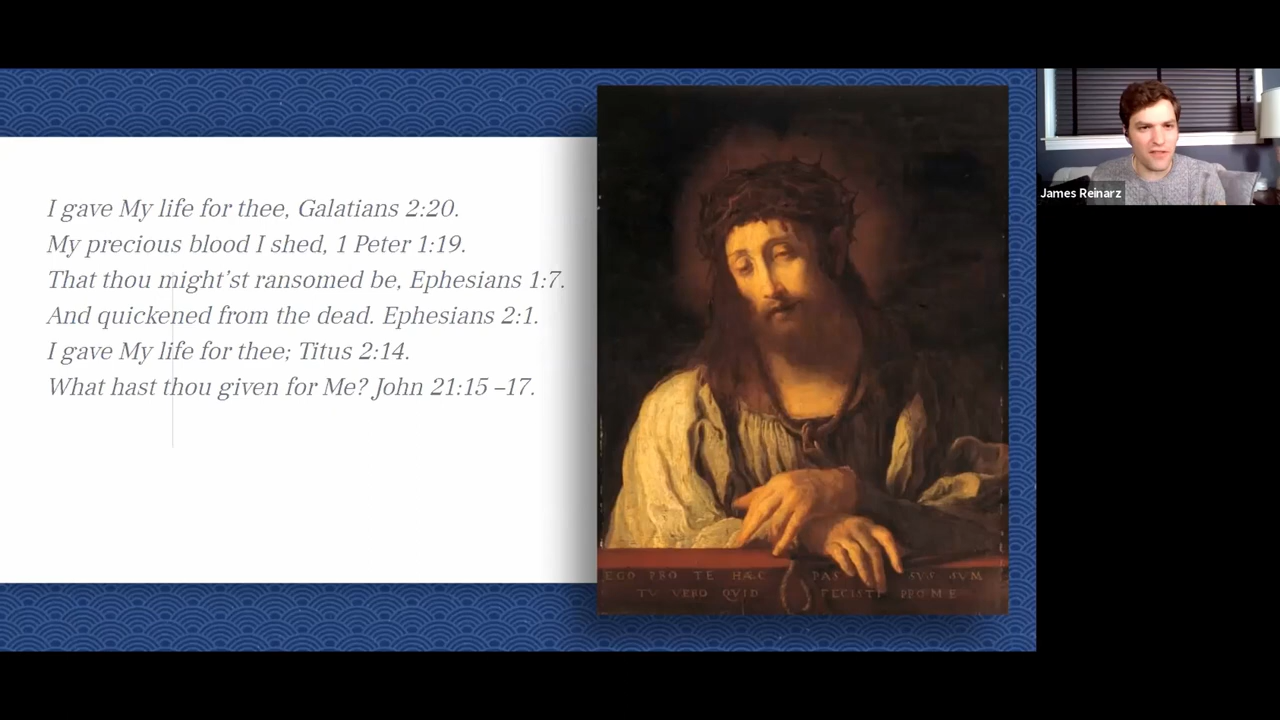 I gave My life for thee, Galatians 2:20.
My precious blood I shed, 1 Peter 1:19.
That thou might’st ransomed be, Ephesians 1:7.
And quickened from the dead. Ephesians 2:1.
I gave My life for thee; Titus 2:14.
What hast thou given for Me? John 21:15 –17.
EGO PRO TE HÆC PAS SVS SVM
TV VERO QVID FECISTI PRO ME
James Reinarz